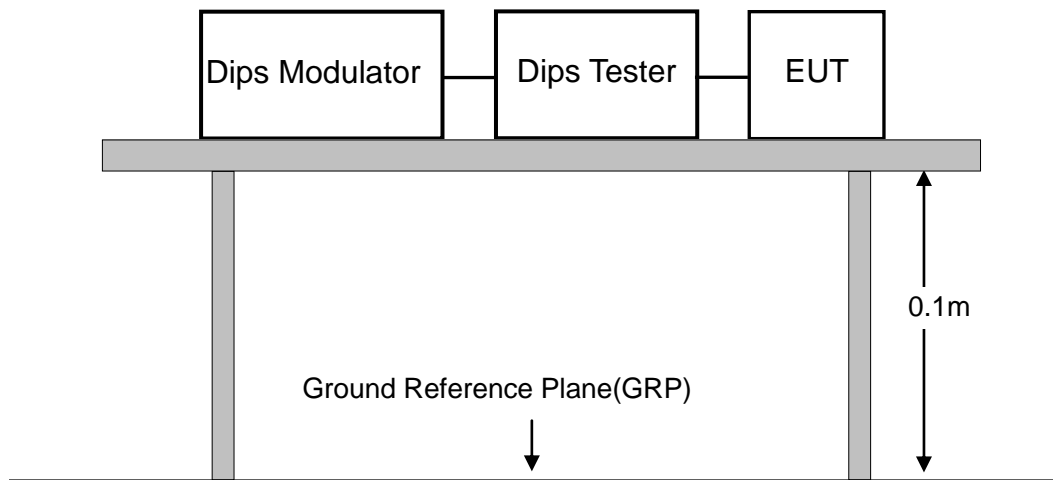 Dips Modulator
Dips Tester
EUT
0.1m
Ground Reference Plane(GRP)